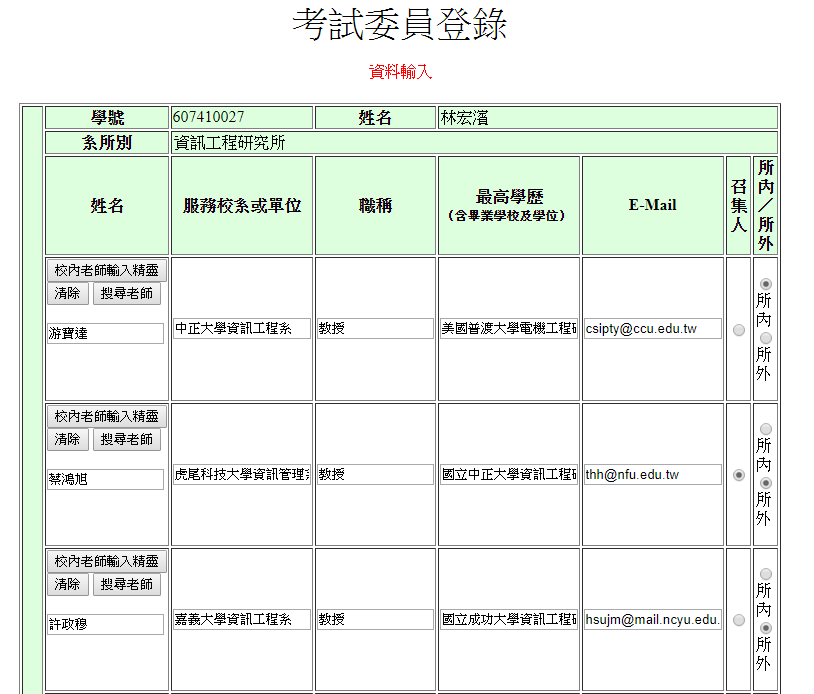 考試委員登錄
資料輸入
學號 607410027 姓名 林宏濱
系所別 資訊工程研究所
姓名 服務校系或單位 職稱 最高學歷 (含畢業學校及學位) E-Mail 召集人 所內／所外
校內老師輸入精靈
清除 搜尋老師
游寶達 中正大學資訊工程系 教授 美國普渡大學電機工程 csipty@ccu.edu.tw 所內 所外
校內老師輸入精靈
清除 搜尋老師
蔡鴻旭 虎尾科技大學資訊管理 教授 國立中正大學資訊工程 thh@nfu.edu.tw 所內 所外
校內老師輸入精靈
清除 搜尋老師
許政穆 嘉義大學資訊工程系 教授 國立成功大學資訊工程 hsujm@mail.ncyu.edu. 所內 所外